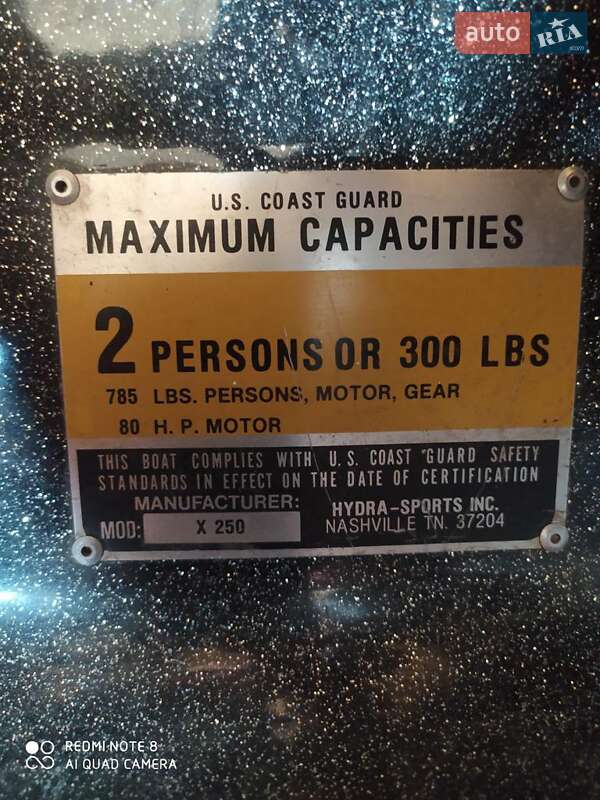 auto RIA.com
U.S. COAST GUARD
MAXIMUM CAPACITIES
2 PERSONS OR 300 LBS
785 LBS. PERSONS, MOTOR, GEAR
80 H. P. MOTOR
THIS BOAT COMPLIES WITH U.S. COAST GUARD SAFETY
STANDARDS IN EFFECT ON THE DATE OF CERTIFICATION
MANUFACTURER: HYDRA-SPORTS INC.
MOD: X 250 NASHVILLE TN. 37204
REDMI NOTE 8
AI QUAD CAMERA